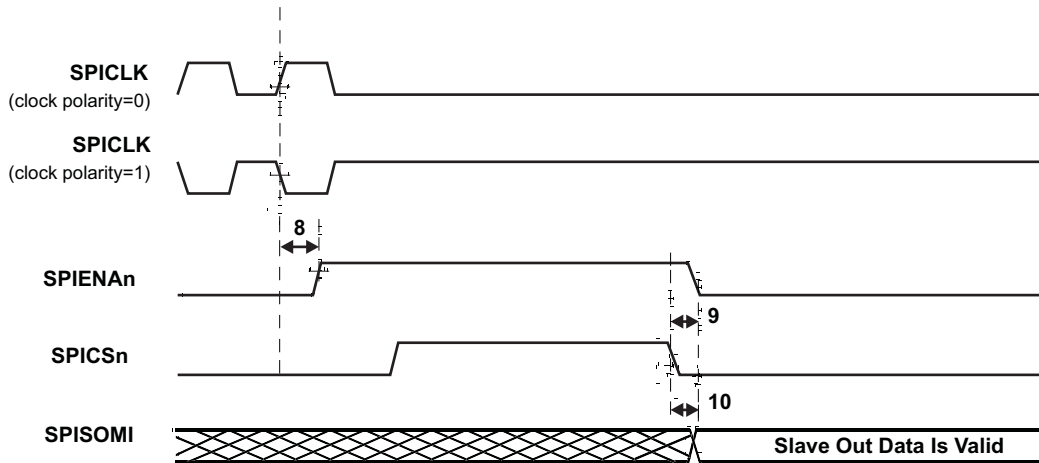 SPICLK
(clock polarity=0)
SPICLK
(clock polarity=1)
8
SPIENAn
9
SPICSn
10
SPISOMI
Slave Out Data Is Valid